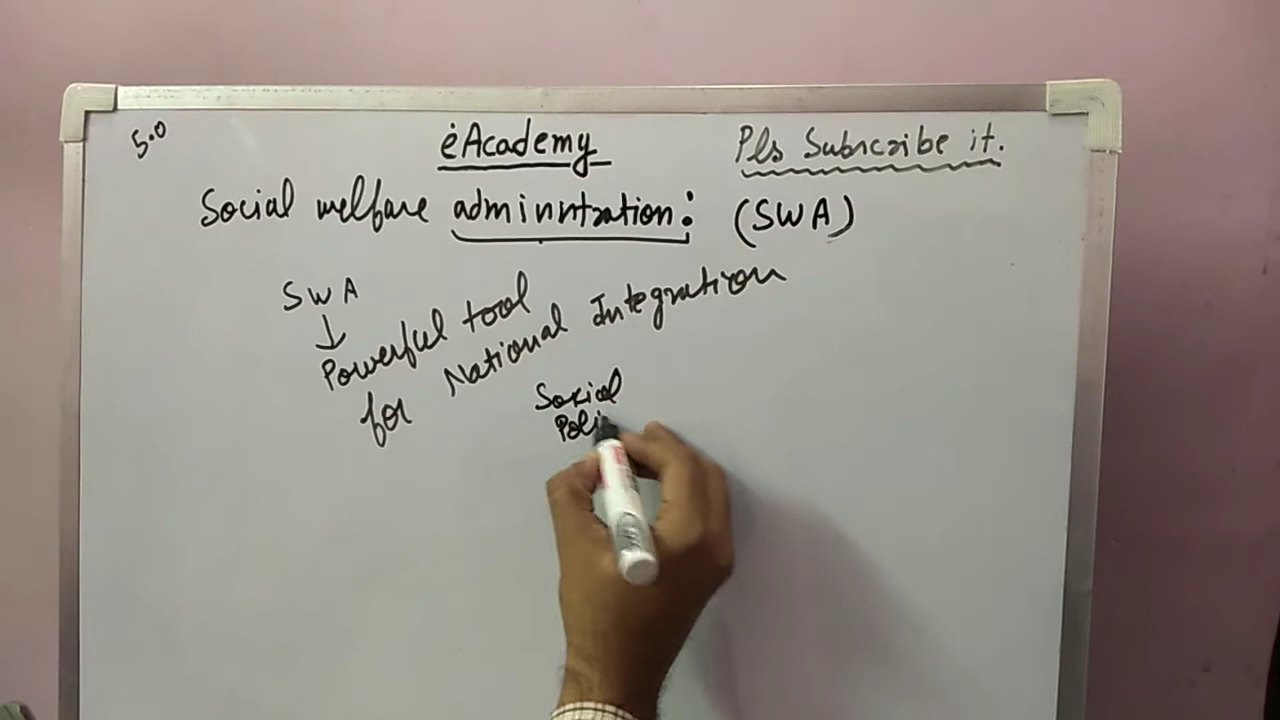 5.0
ėAcademy
Pls Subscribe it.
Social welfare administration: (SWA)
SWA
↓
Powerful tool
for National Integration
Social
Poli